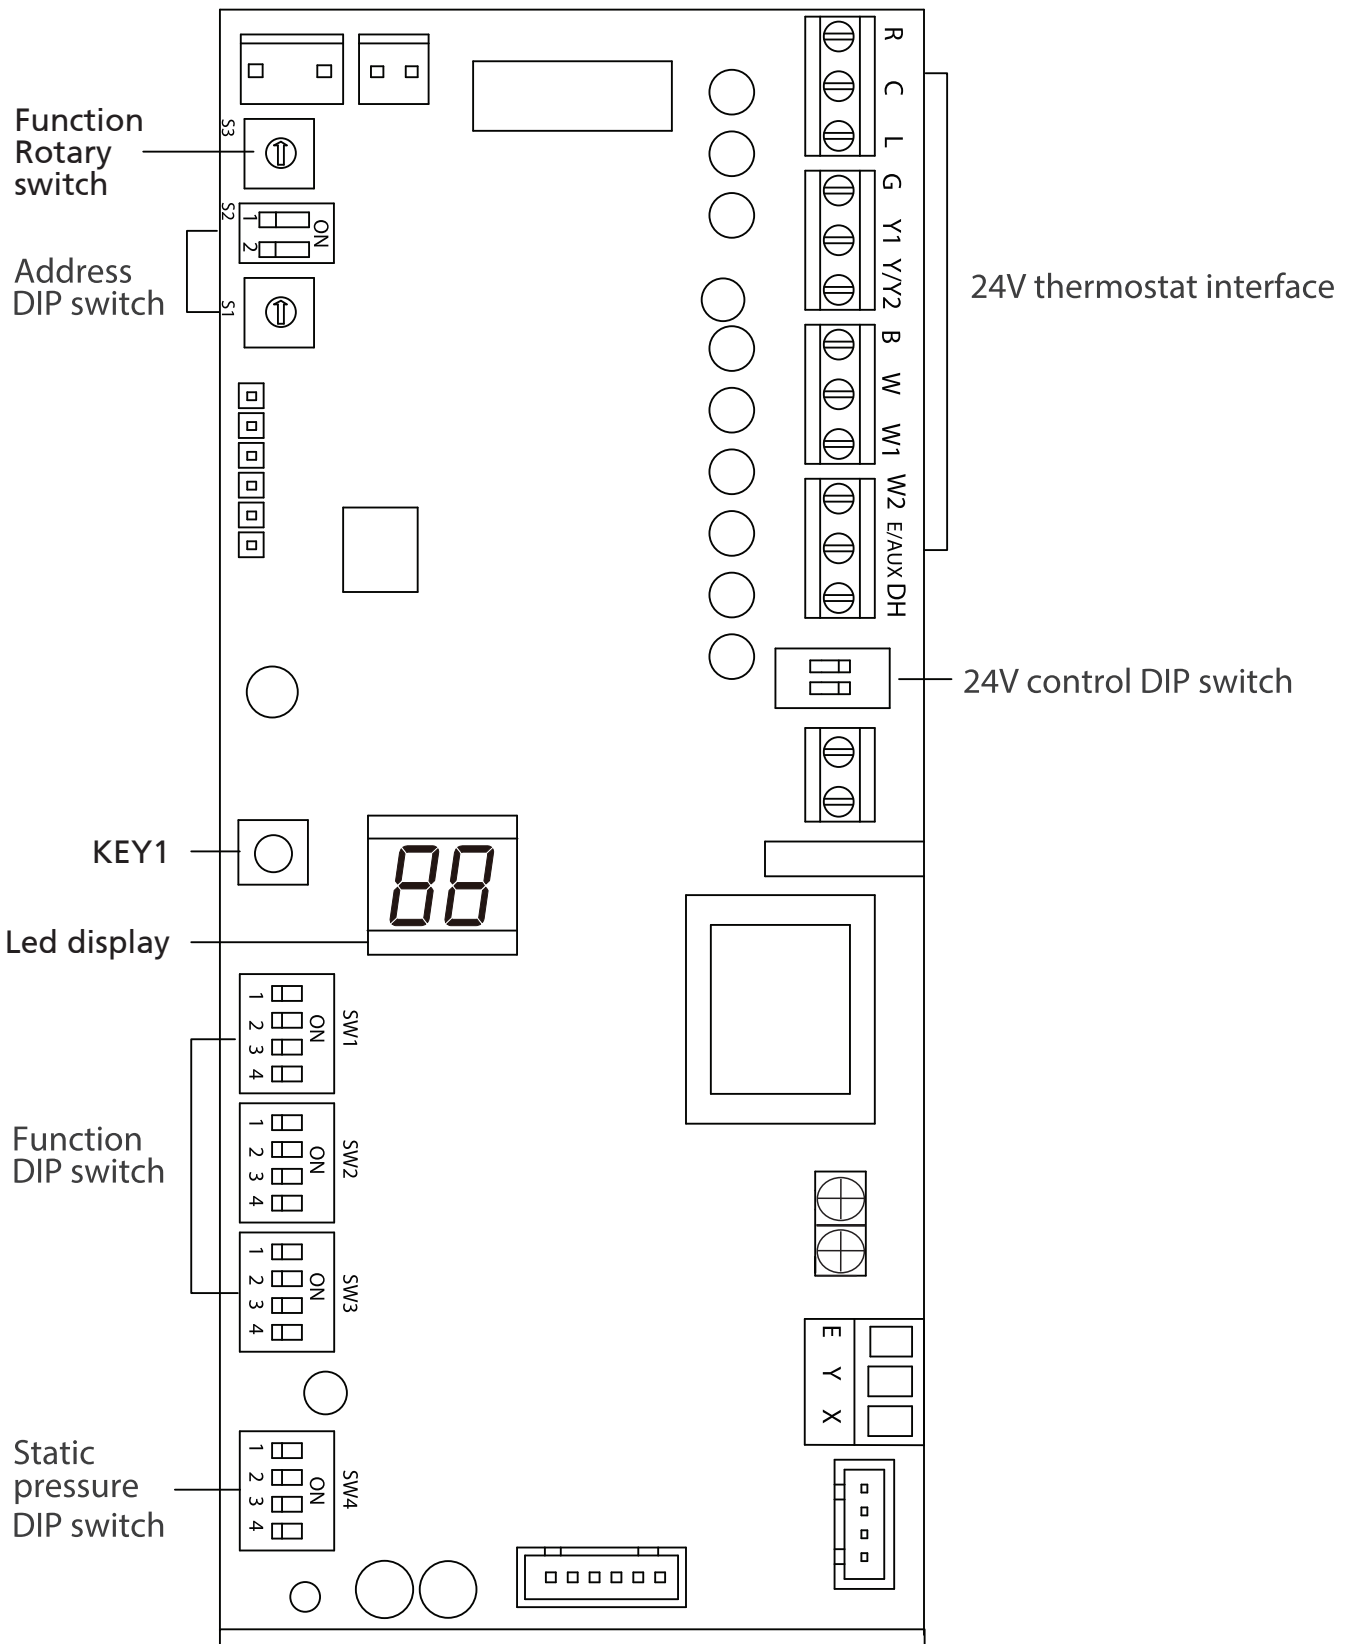 Function
Rotary
switch
S3
S2
1
2
ON
Address
DIP switch
S1
R
C
L
G
Y1
Y/Y2
B
W
W1
W2
E/AUX
DH
24V thermostat interface
24V control DIP switch
KEY1
88
Led display
1
2
3
4
ON
SW1
Function
DIP switch
1
2
3
4
ON
SW2
1
2
3
4
ON
SW3
E
Y
X
Static
pressure
DIP switch
1
2
3
4
ON
SW4